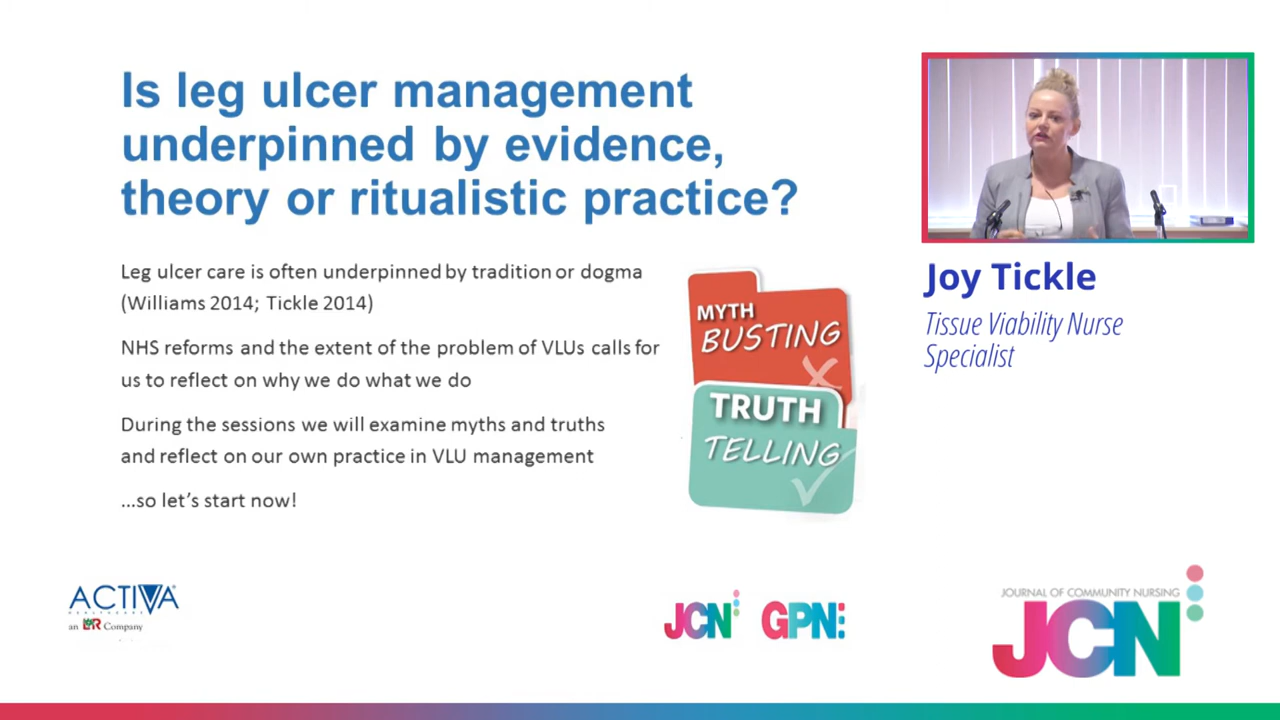 Is leg ulcer management
underpinned by evidence,
theory or ritualistic practice?
Leg ulcer care is often underpinned by tradition or dogma
(Williams 2014; Tickle 2014)
NHS reforms and the extent of the problem of VLUs calls for
us to reflect on why we do what we do
During the sessions we will examine myths and truths
and reflect on our own practice in VLU management
...so let's start now!
MYTH
BUSTING
TRUTH
TELLING
Joy Tickle
Tissue Viability Nurse
Specialist
ACTIVA
HEALTHCARE
an L&R Company
JCN
GPN
JOURNAL OF COMMUNITY NURSING
JCN